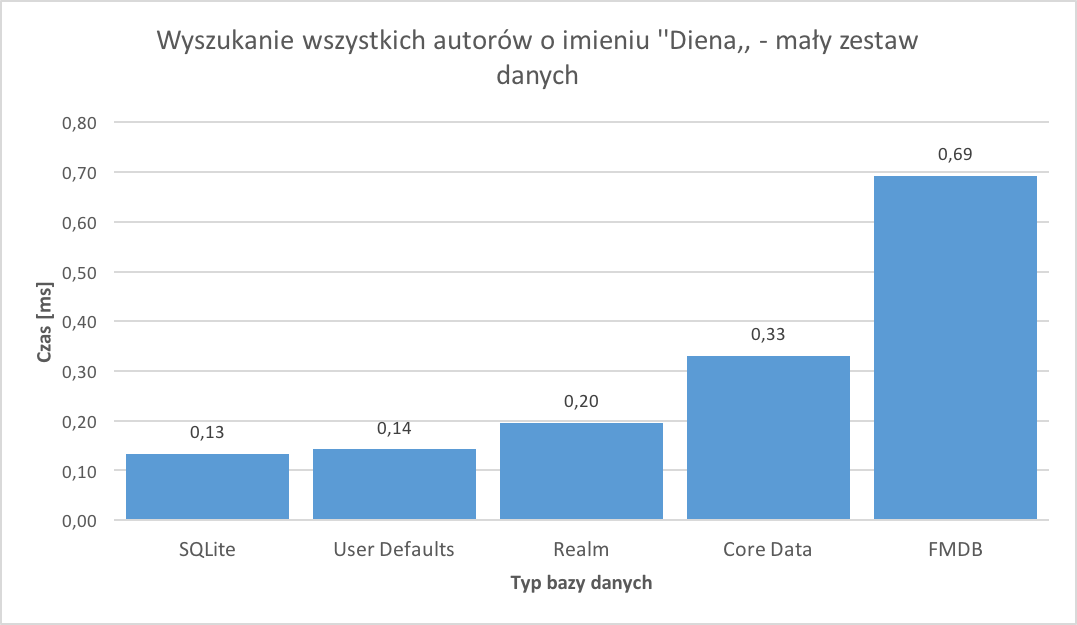 Wyszukanie wszystkich autorów o imieniu "Diena,, - mały zestaw
danych
0,80
0,70
0,60
0,50
0,40
0,30
0,20
0,10
0,00
Czas [ms]
0,13
0,14
0,20
0,33
0,69
SQLite
User Defaults
Realm
Core Data
FMDB
Typ bazy danych